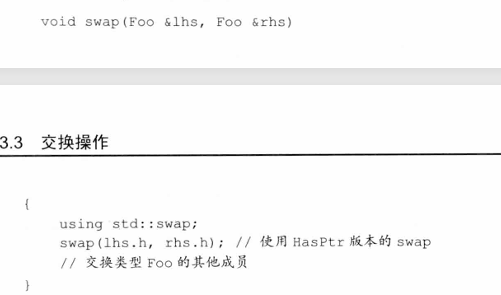 void swap(Foo &lhs, Foo &rhs)
3.3 交换操作
{
using std::swap;
swap(lhs.h, rhs.h); // 使用 HasPtr 版本的 swap
// 交换类型 Foo 的其他成员
}